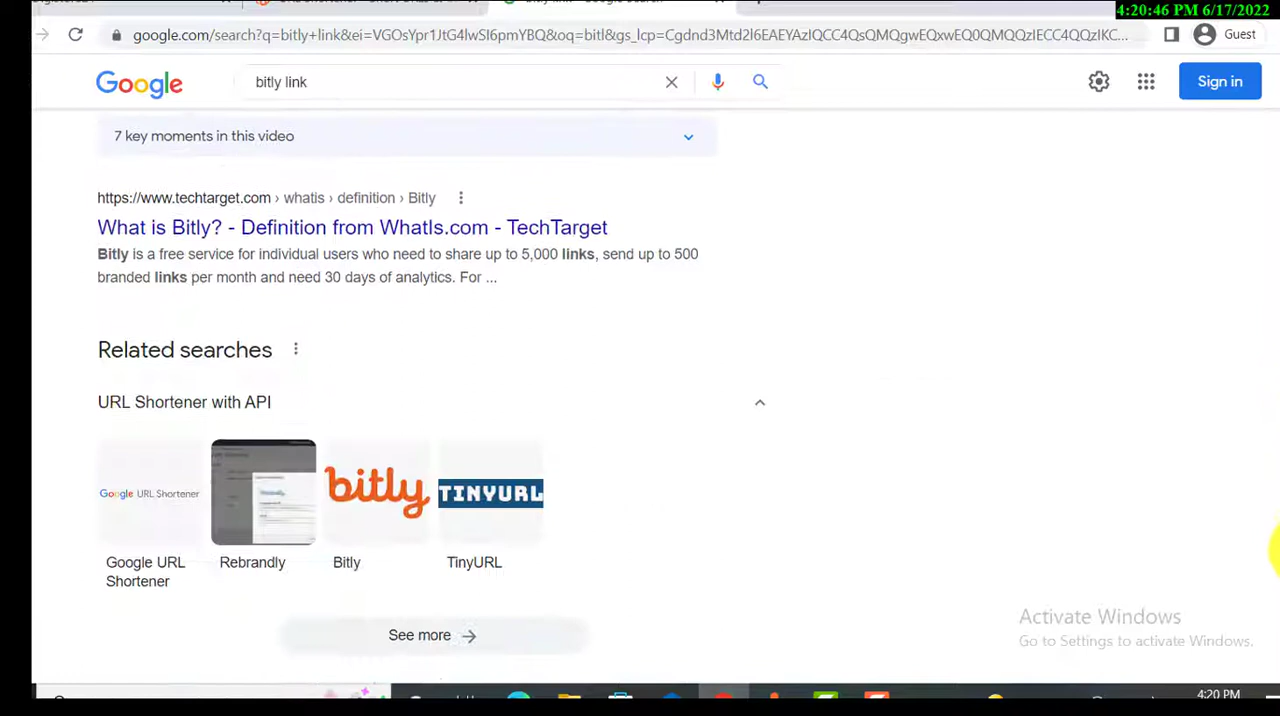 4:20:46 PM 6/17/2022
google.com/search?q=bitly+link&ei=VGOsYpr1JtG4lwSI6pmYBQ&oq=bitl&gs_lcp=Cgdnd3Mtd2l6EAEYAzIQCC4QsQMQgwEQxwEQ0QMQQzIECC4QQzIKC...
Guest
Google
bitly link
Sign in
7 key moments in this video
https://www.techtarget.com › whatis › definition › Bitly
What is Bitly? - Definition from WhatIs.com - TechTarget
Bitly is a free service for individual users who need to share up to 5,000 links, send up to 500
branded links per month and need 30 days of analytics. For ...
Related searches
URL Shortener with API
Google URL Shortener
bitly
TINYURL
Google URL
Shortener
Rebrandly
Bitly
TinyURL
See more
Activate Windows
Go to Settings to activate Windows.
4:20 PM